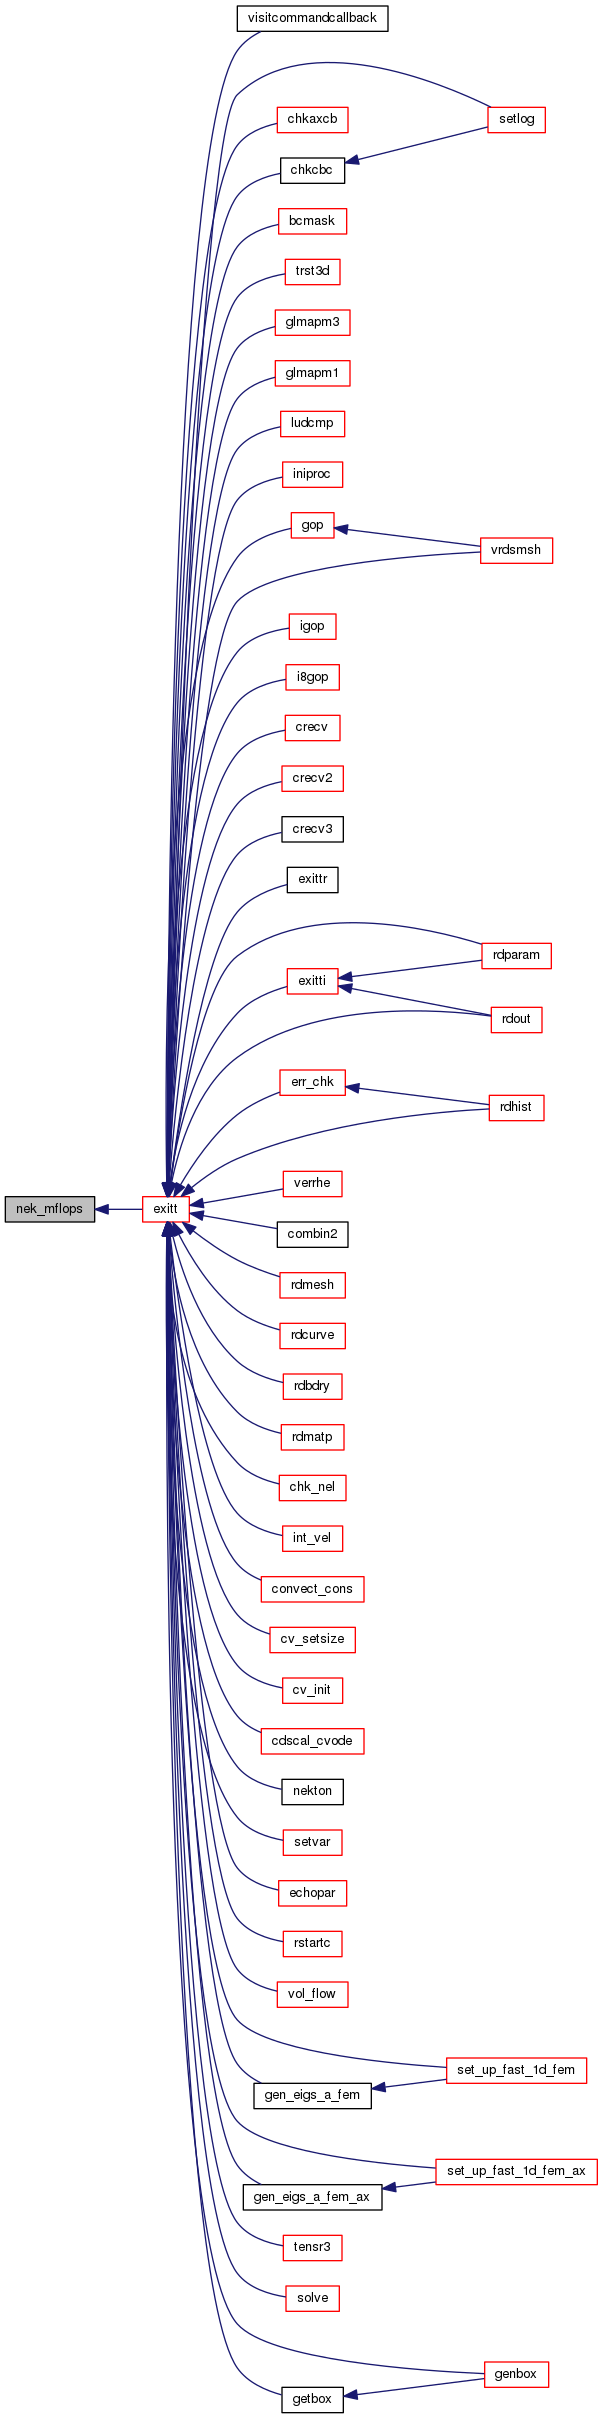 visitcommandcallback
setlog
chkaxcb
chkcbc
bcmask
trst3d
glmapm3
glmapm1
ludcmp
iniproc
gop
vrdsmsh
igop
i8gop
crecv
crecv2
crecv3
exittr
rdparam
exitti
rdout
err_chk
rdhist
verrhe
nek_mflops
exitt
combin2
rdmesh
rdcurve
rdbdry
rdmatp
chk_nel
int_vel
convect_cons
cv_setsize
cv_init
cdscal_cvode
nekton
setvar
echopar
rstartc
vol_flow
set_up_fast_1d_fem
gen_eigs_a_fem
set_up_fast_1d_fem_ax
gen_eigs_a_fem_ax
tensr3
solve
genbox
getbox